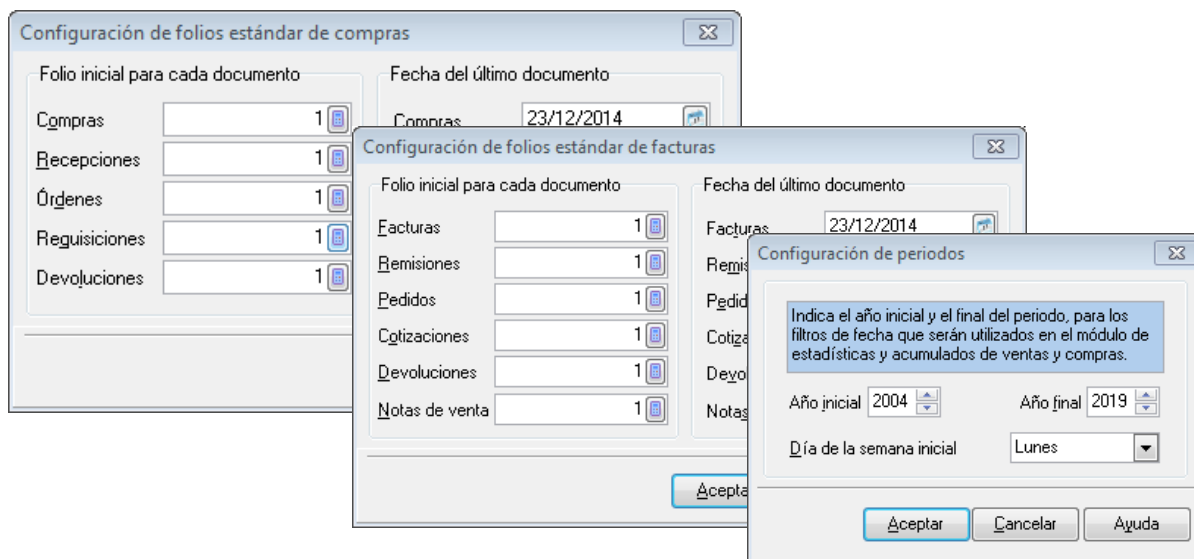 Configuración de folios estándar de compras
Folio inicial para cada documento
Fecha del último documento
Compras 1
Compras 23/12/2014
Recepciones 1
Órdenes 1
Requisiciones 1
Devoluciones 1
Configuración de folios estándar de facturas
Folio inicial para cada documento
Fecha del último documento
Facturas 1
Facturas 23/12/2014
Remisiones 1
Remis
Pedidos 1
Pedid
Cotizaciones 1
Cotiza
Devoluciones 1
Devo
Notas de venta 1
Notas
Acepta
Configuración de periodos
Indica el año inicial y el final del periodo, para los
filtros de fecha que serán utilizados en el módulo de
estadísticas y acumulados de ventas y compras.
Año inicial 2004
Año final 2019
Día de la semana inicial Lunes
Aceptar
Cancelar
Ayuda